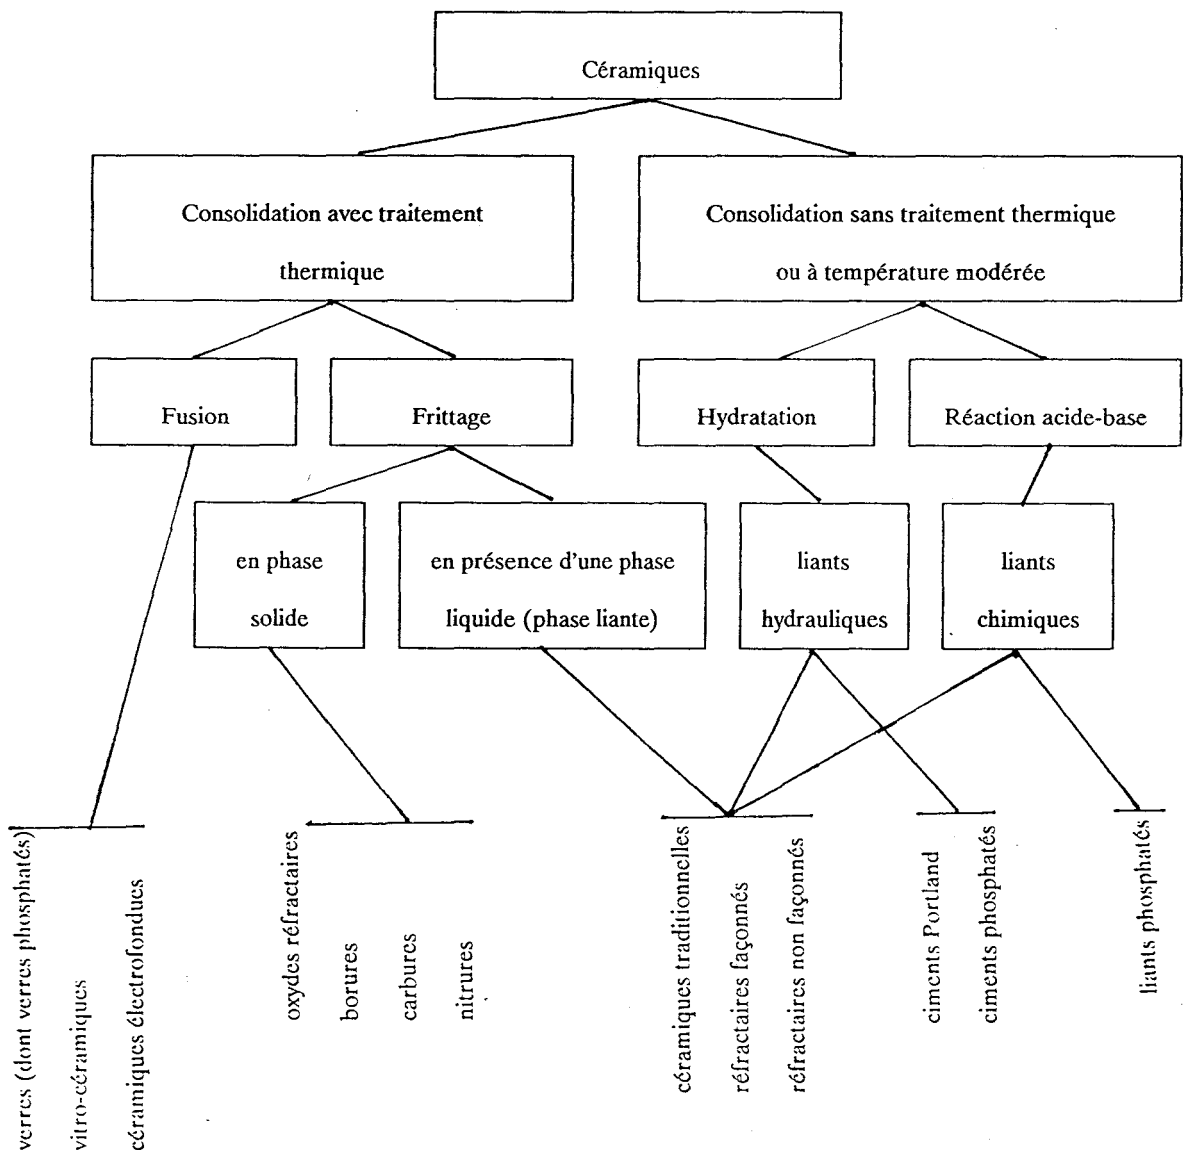 Céramiques
Consolidation avec traitement
thermique
Consolidation sans traitement thermique
ou à température modérée
Fusion
Frittage
Hydratation
Réaction acide-base
en phase
solide
en présence d'une phase
liquide (phase liante)
liants
hydrauliques
liants
chimiques
verres (dont verres phosphatés)
vitro-céramiques
céramiques électrofondues
oxydes réfractaires
borures
carbures
nitrures
céramiques traditionnelles
réfractaires façonnés
réfractaires non façonnés
ciments Portland
ciments phosphatés
liants phosphatés